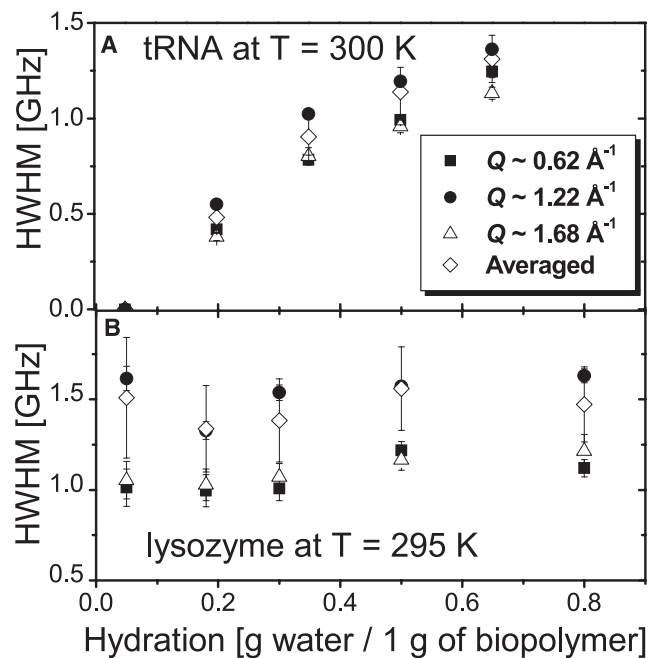 A tRNA at T = 300 K
HWHM [GHz]
1.5
1.0
0.5
0.0
Q ~ 0.62 Å⁻¹
Q ~ 1.22 Å⁻¹
Q ~ 1.68 Å⁻¹
Averaged
B
HWHM [GHz]
1.5
1.0
0.5
lysozyme at T = 295 K
0.0 0.2 0.4 0.6 0.8
Hydration [g water / 1 g of biopolymer]